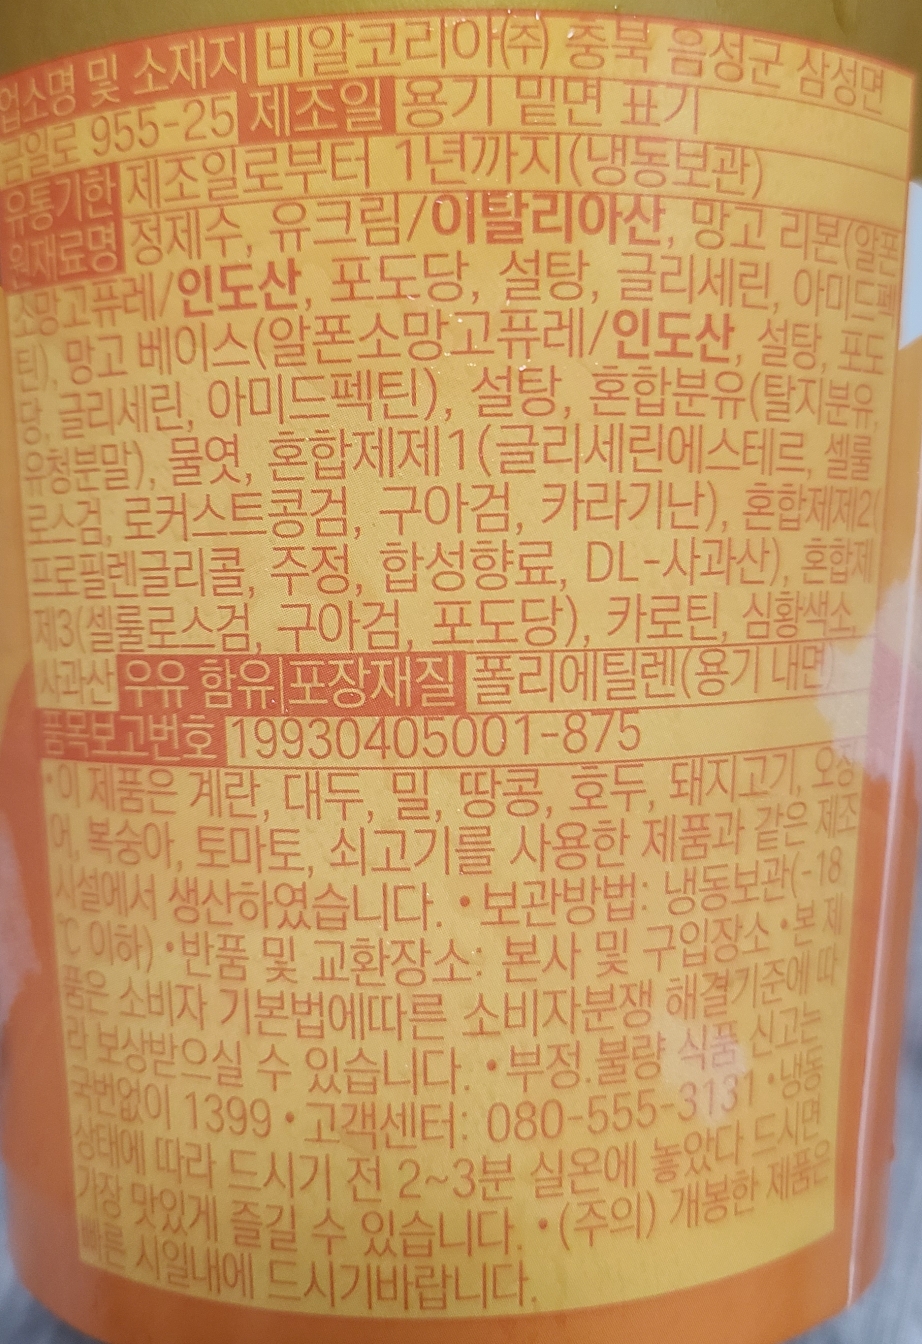 업소명 및 소재지 비알코리아(주) 충북 음성군 삼성면
금일로 955-25 제조일 용기 밑면 표기
유통기한 제조일로부터 1년까지(냉동보관)
원재료명 정제수, 유크림/이탈리아산, 망고 리본(알폰
소망고퓨레/인도산, 포도당, 설탕, 글리세린, 아미드펙
틴), 망고 베이스(알폰소망고퓨레/인도산, 설탕, 포도
당, 글리세린, 아미드펙틴), 설탕, 혼합분유(탈지분유,
유청분말), 물엿, 혼합제제1(글리세린에스테르, 셀룰
로스검, 로커스트콩검, 구아검, 카라기난), 혼합제제2(
프로필렌글리콜, 주정, 합성향료, DL-사과산), 혼합제
제3(셀룰로스검, 구아검, 포도당), 카로틴, 심황색소,
사과산 우유 함유 포장재질 폴리에틸렌(용기 내면)
품목보고번호 19930405001-875
•이 제품은 계란, 대두, 밀, 땅콩, 호두, 돼지고기, 오징
어, 복숭아, 토마토, 쇠고기를 사용한 제품과 같은 제조
시설에서 생산하였습니다. •보관방법: 냉동보관(-18
℃ 이하) •반품 및 교환장소: 본사 및 구입장소 •본 제
품은 소비자 기본법에따른 소비자분쟁 해결기준에 따
라 보상받으실 수 있습니다. •부정.불량 식품 신고는
국번없이 1399 •고객센터: 080-555-3131 •냉동
상태에 따라 드시기 전 2~3분 실온에 놓았다 드시면
가장 맛있게 즐길 수 있습니다. •(주의) 개봉한 제품은
빠른 시일내에 드시기바랍니다.